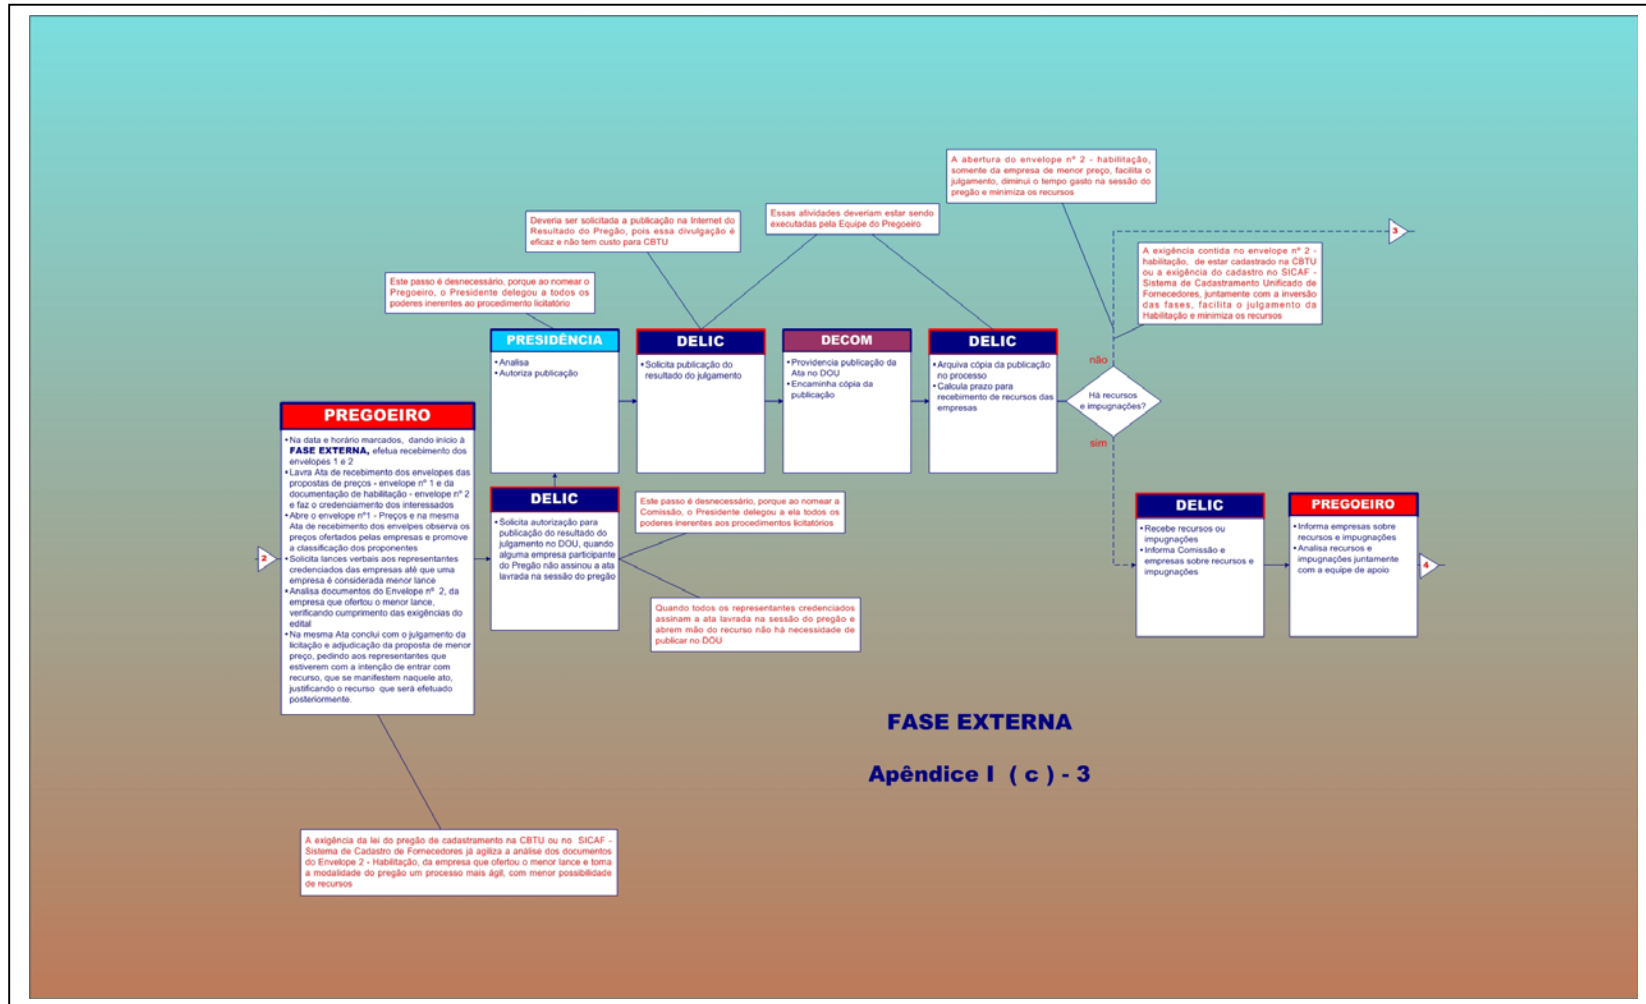 A abertura do envelope nº 2 - habilitação,
somente da empresa de menor preço, facilita o
julgamento, diminui o tempo gasto na sessão do
pregão e minimiza os recursos
Deveria ser solicitada a publicação na Internet do
Resultado do Pregão, pois essa divulgação é
eficaz e não tem custo para CBTU
Essas atividades deveriam estar sendo
executadas pela Equipe do Pregoeiro
3
A exigência contida no envelope nº 2 -
habilitação, de estar cadastrado na CBTU
ou a exigência do cadastro no SICAF -
Sistema de Cadastramento Unificado de
Fornecedores, juntamente com a inversão
das fases, facilita o julgamento da
Habilitação e minimiza os recursos
Este passo é desnecessário, porque ao nomear o
Pregoeiro, o Presidente delegou a todos os
poderes inerentes ao procedimento licitatório
PRESIDÊNCIA
• Analisa
• Autoriza publicação
DELIC
• Solicita publicação do
resultado do julgamento
DECOM
• Providencia publicação da
Ata no DOU
• Encaminha cópia da
publicação
DELIC
• Arquiva cópia da publicação
no processo
• Calcula prazo para
recebimento de recursos das
empresas
não
Há recursos
e impugnações?
sim
2
PREGOEIRO
• Na data e horário marcados, dando início à
FASE EXTERNA, efetua recebimento dos
envelopes 1 e 2
• Lavra Ata de recebimento dos envelopes das
propostas de preços - envelope nº 1 e da
documentação de habilitação - envelope nº 2
e faz o credenciamento dos interessados
• Abre o envelope nº1 - Preços e na mesma
Ata de recebimento dos envelpes observa os
preços ofertados pelas empresas e promove
a classificação dos proponentes
• Solicita lances verbais aos representantes
credenciados das empresas até que uma
empresa é considerada menor lance
• Analisa documentos do Envelope nº 2, da
empresa que ofertou o menor lance,
verificando cumprimento das exigências do
edital
• Na mesma Ata conclui com o julgamento da
licitação e adjudicação da proposta de menor
preço, pedindo aos representantes que
estiverem com a intenção de entrar com
recurso, que se manifestem naquele ato,
justificando o recurso que será efetuado
posteriormente.
DELIC
• Solicita autorização para
publicação do resultado do
julgamento no DOU, quando
alguma empresa participante
do Pregão não assinou a ata
lavrada na sessão do pregão
Este passo é desnecessário, porque ao nomear a
Comissão, o Presidente delegou a ela todos os
poderes inerentes aos procedimentos licitatórios
Quando todos os representantes credenciados
assinam a ata lavrada na sessão do pregão e
abrem mão do recurso não há necessidade de
publicar no DOU
DELIC
• Recebe recursos ou
impugnações
• Informa Comissão e
empresas sobre recursos e
impugnações
PREGOEIRO
• Informa empresas sobre
recursos e impugnações
• Analisa recursos e
impugnações juntamente
com a equipe de apoio
4
FASE EXTERNA
Apêndice I ( c ) - 3
A exigência da lei do pregão de cadastramento na CBTU ou no SICAF -
Sistema de Cadastro de Fornecedores já agiliza a análise dos documentos
do Envelope 2 - Habilitação, da empresa que ofertou o menor lance e torna
a modalidade do pregão um processo mais ágil, com menor possibilidade
de recursos